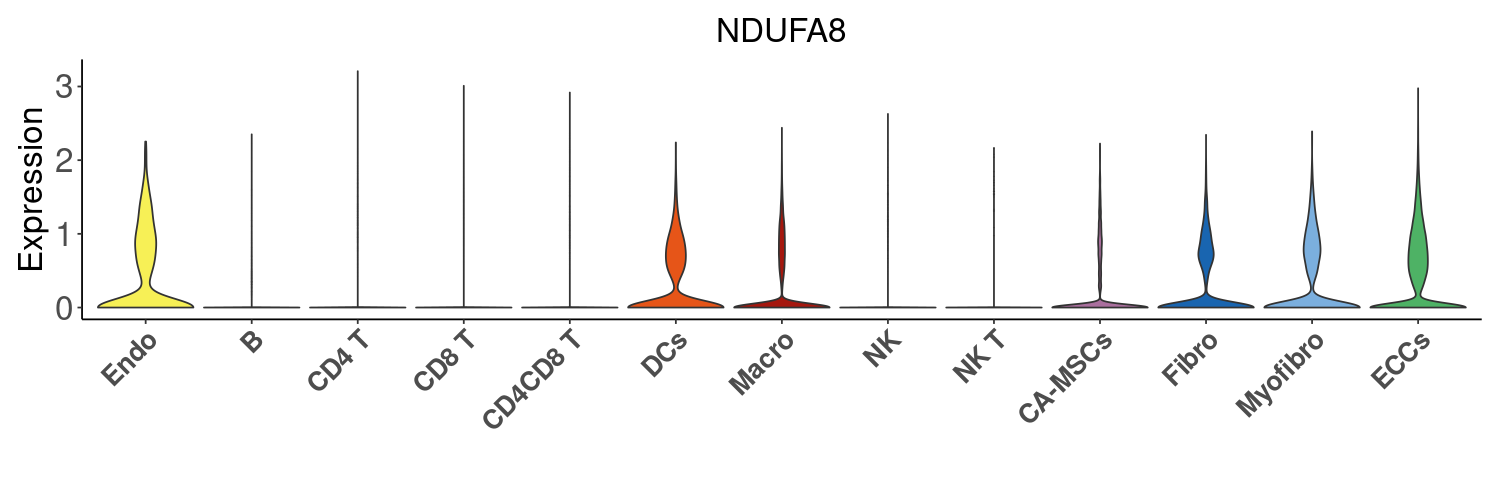 NDUFA8
Expression
3
2
1
0
Endo
B
CD4 T
CD8 T
CD4CD8 T
DCs
Macro
NK
NK T
CA-MSCs
Fibro
Myofibro
ECCs